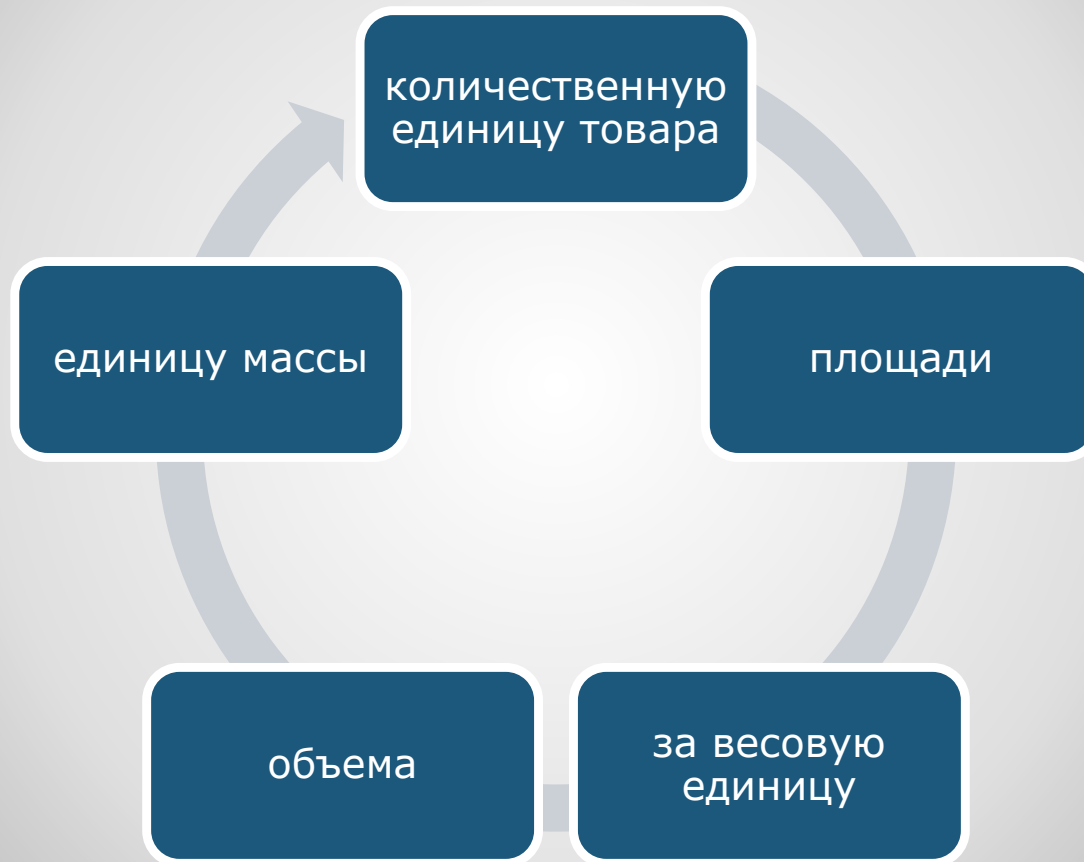 количественную
единицу товара
площади
за весовую
единицу
объема
единицу массы